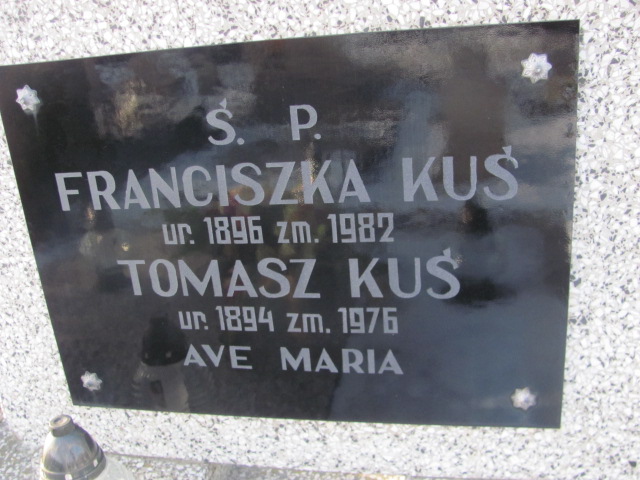 Ś. P.
FRANCISZKA KUŚ
ur. 1896 zm. 1982
TOMASZ KUŚ
ur. 1894 zm. 1976
AVE MARIA